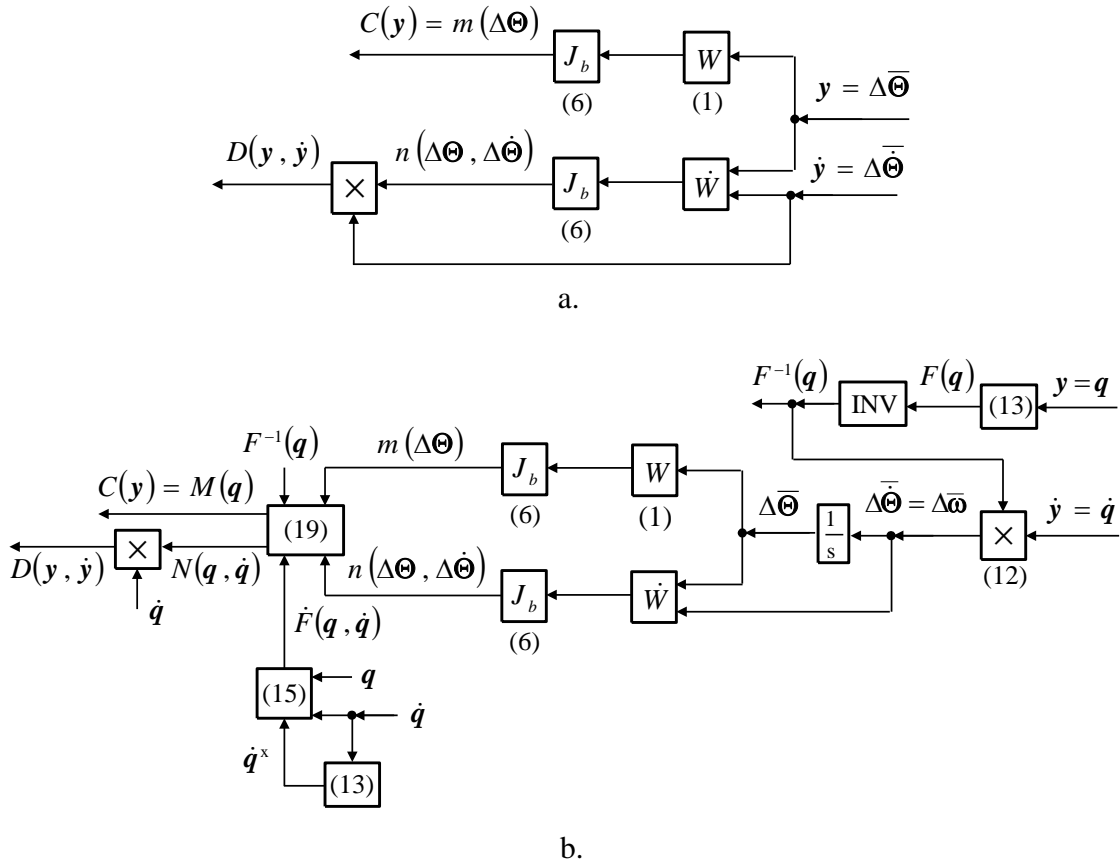 C(y) = m(ΔΘ)
J_b
W
(6)
(1)
y = ΔΘ̅
D(y , ẏ)
n(ΔΘ , ΔΘ̇)
ẏ = ΔΘ̇̅
×
J_b
Ẇ
(6)
a.
F⁻¹(q)
F(q)
y = q
INV
(13)
F⁻¹(q)
m(ΔΘ)
J_b
W
C(y) = M(q)
(6)
(1)
ΔΘ̅
ΔΘ̇̅ = Δω̅
ẏ = q̇
(19)
1
s
×
(12)
×
D(y , ẏ)
N(q , q̇)
n(ΔΘ , ΔΘ̇)
J_b
Ẇ
q̇
(6)
Ḟ(q , q̇)
(15)
q
q̇
q̇ˣ
(13)
b.